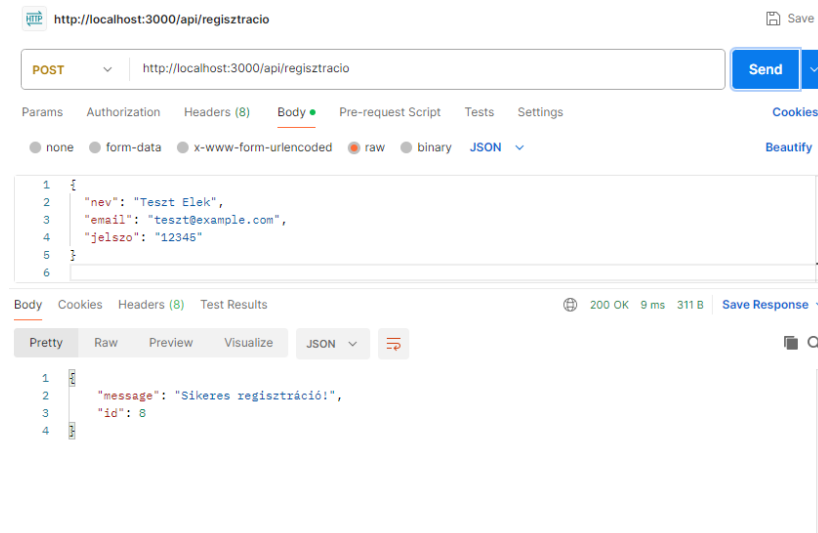 HTTP http://localhost:3000/api/regisztracio Save
POST http://localhost:3000/api/regisztracio Send
Params Authorization Headers (8) Body Pre-request Script Tests Settings Cookies
none form-data x-www-form-urlencoded raw binary JSON Beautify
1 {
2 "nev": "Teszt Elek",
3 "email": "teszt@example.com",
4 "jelszo": "12345"
5 }
6
Body Cookies Headers (8) Test Results 200 OK 9 ms 311 B Save Response
Pretty Raw Preview Visualize JSON
1 {
2 "message": "Sikeres regisztráció!",
3 "id": 8
4 }